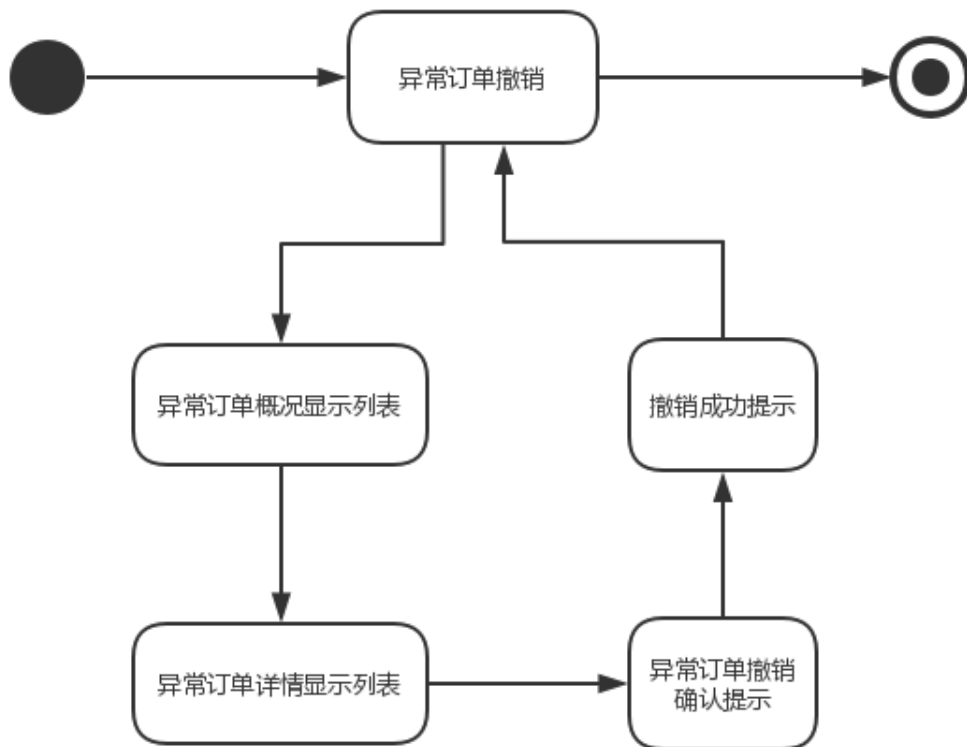 异常订单撤销
异常订单概况显示列表
撤销成功提示
异常订单详情显示列表
异常订单撤销
确认提示